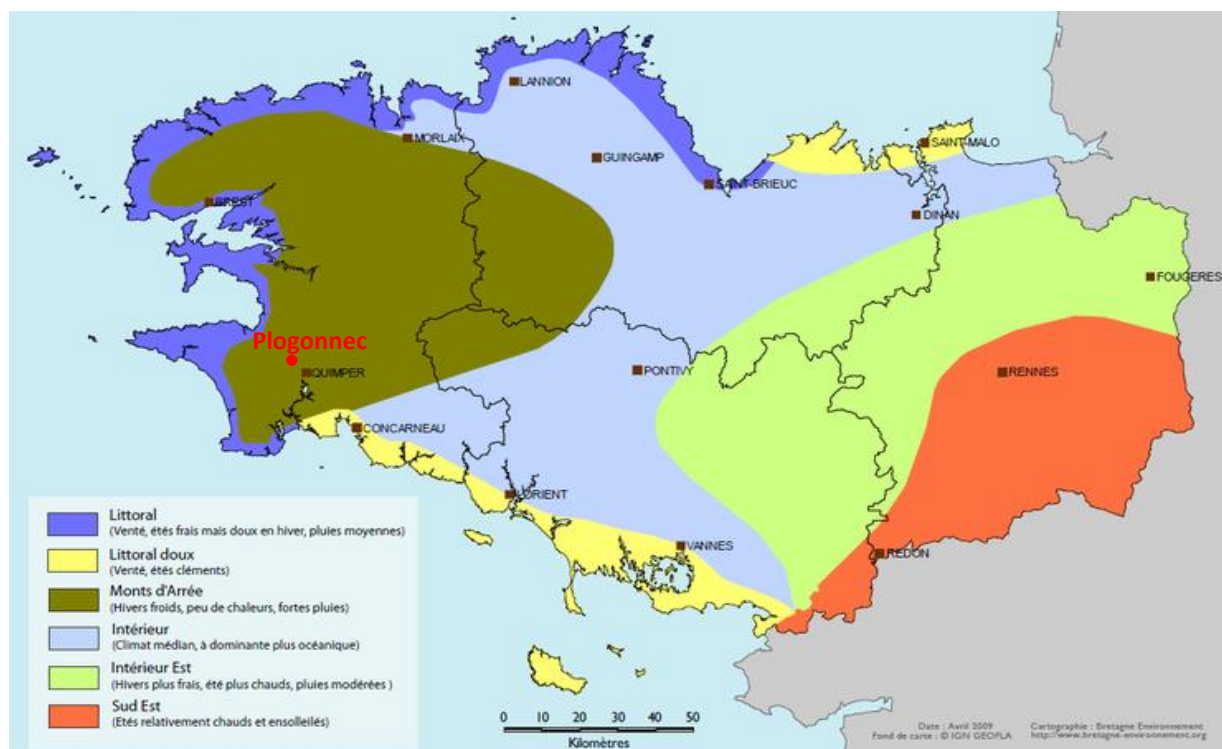 LANNION
MORLAIX
SAINT-MALO
GUINGAMP
SAINT-BRIEUC
BREST
DINAN
FOUGERES
Plogonnec
QUIMPER
PONTIVY
RENNES
CONCARNEAU
LORIENT
VANNES
REDON
Littoral
(Venté, étés frais mais doux en hiver, pluies moyennes)
Littoral doux
(Venté, étés cléments)
Monts d'Arrée
(Hivers froids, peu de chaleurs, fortes pluies)
Intérieur
(Climat médian, à dominante plus océanique)
Intérieur Est
(Hivers plus frais, été plus chauds, pluies modérées )
Sud Est
(Etés relativement chauds et ensolleilés)
0 10 20 30 40 50
Kilomètres
Date : Avril 2009
Fond de carte : © IGN GEOFLA
Cartographie : Bretagne Environnement
http://www.bretagne-environnement.org